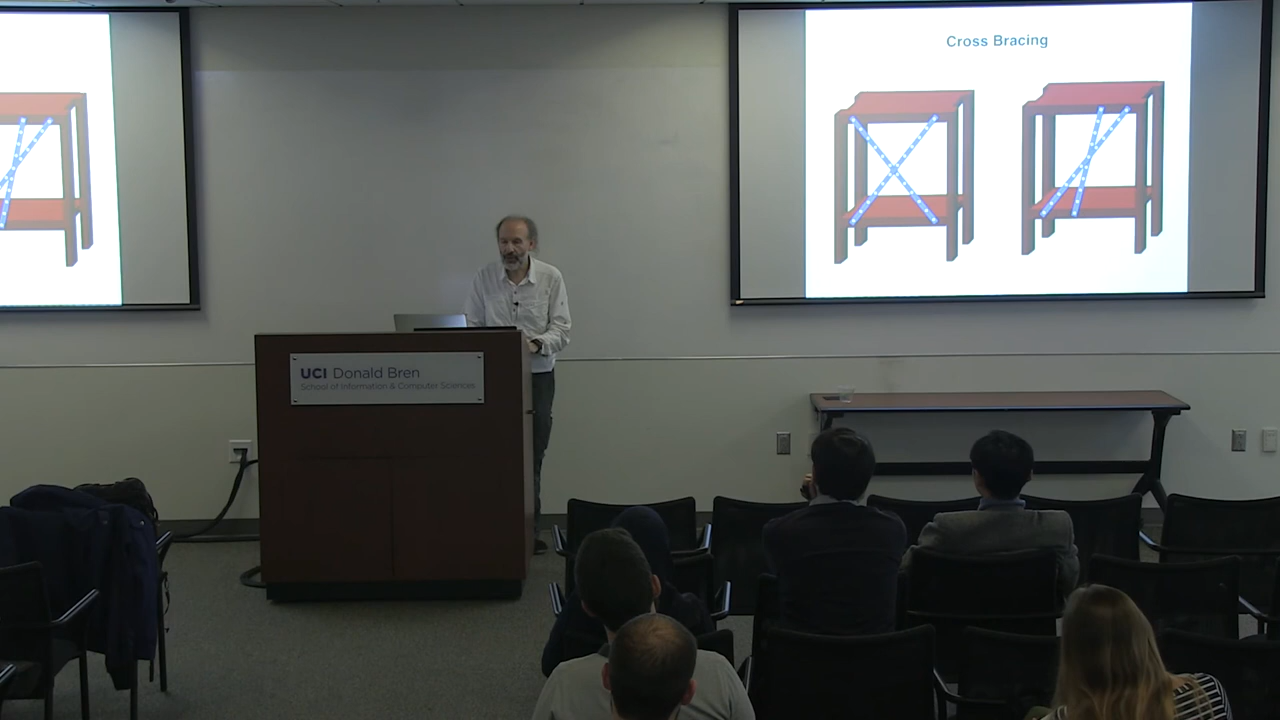 Cross Bracing
UCI Donald Bren
School of Information & Computer Sciences